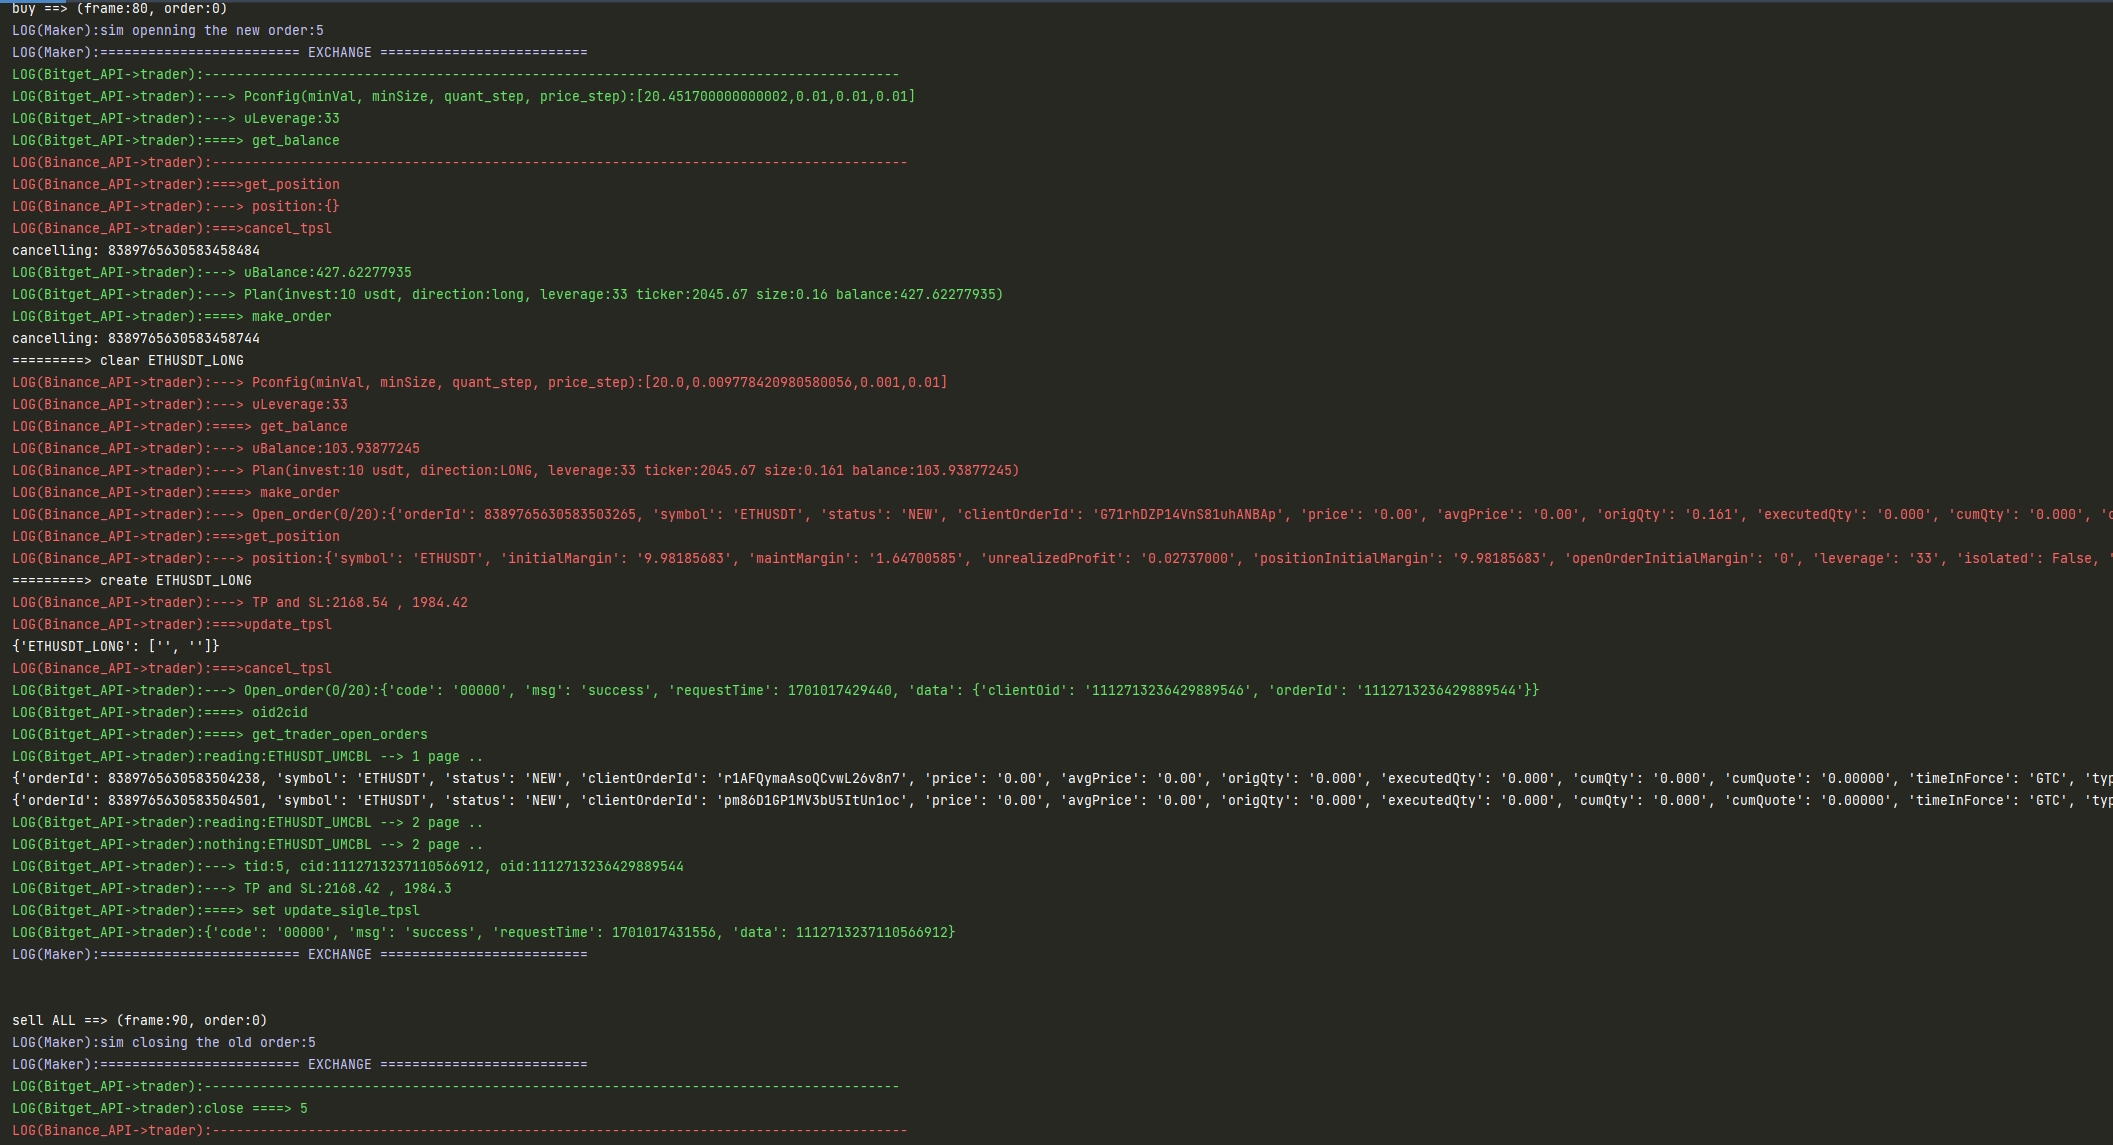 buy ==> (frame:80, order:0)
LOG(Maker):sim openning the new order:5
LOG(Maker):========================= EXCHANGE ==========================
LOG(Bitget_API->trader):---------------------------------------------------------------------------------------
LOG(Bitget_API->trader):---> Pconfig(minVal, minSize, quant_step, price_step):[20.451700000000002,0.01,0.01,0.01]
LOG(Bitget_API->trader):---> uLeverage:33
LOG(Bitget_API->trader):====> get_balance
LOG(Binance_API->trader):---------------------------------------------------------------------------------------
LOG(Binance_API->trader):===>get_position
LOG(Binance_API->trader):---> position:{}
LOG(Binance_API->trader):===>cancel_tpsl
cancelling: 8389765630583458484
LOG(Bitget_API->trader):---> uBalance:427.62277935
LOG(Bitget_API->trader):---> Plan(invest:10 usdt, direction:long, leverage:33 ticker:2045.67 size:0.16 balance:427.62277935)
LOG(Bitget_API->trader):====> make_order
cancelling: 8389765630583458744
=========> clear ETHUSDT_LONG
LOG(Binance_API->trader):---> Pconfig(minVal, minSize, quant_step, price_step):[20.0,0.009778420980580056,0.001,0.01]
LOG(Binance_API->trader):---> uLeverage:33
LOG(Binance_API->trader):====> get_balance
LOG(Binance_API->trader):---> uBalance:103.93877245
LOG(Binance_API->trader):---> Plan(invest:10 usdt, direction:LONG, leverage:33 ticker:2045.67 size:0.161 balance:103.93877245)
LOG(Binance_API->trader):====> make_order
LOG(Binance_API->trader):---> Open_order(0/20):{'orderId': 8389765630583503265, 'symbol': 'ETHUSDT', 'status': 'NEW', 'clientOrderId': 'G71rhDZP14VnS81uhANBAp', 'price': '0.00', 'avgPrice': '0.00', 'origQty': '0.161', 'executedQty': '0.000', 'cumQty': '0.000',
LOG(Binance_API->trader):===>get_position
LOG(Binance_API->trader):---> position:{'symbol': 'ETHUSDT', 'initialMargin': '9.98185683', 'maintMargin': '1.64700585', 'unrealizedProfit': '0.02737000', 'positionInitialMargin': '9.98185683', 'openOrderInitialMargin': '0', 'leverage': '33', 'isolated': False, '
=========> create ETHUSDT_LONG
LOG(Binance_API->trader):---> TP and SL:2168.54 , 1984.42
LOG(Binance_API->trader):===>update_tpsl
{'ETHUSDT_LONG': ['', '']}
LOG(Binance_API->trader):===>cancel_tpsl
LOG(Bitget_API->trader):---> Open_order(0/20):{'code': '00000', 'msg': 'success', 'requestTime': 1701017429440, 'data': {'clientOid': '1112713236429889546', 'orderId': '1112713236429889544'}}
LOG(Bitget_API->trader):====> oid2cid
LOG(Bitget_API->trader):====> get_trader_open_orders
LOG(Bitget_API->trader):reading:ETHUSDT_UMCBL --> 1 page ..
{'orderId': 8389765630583504238, 'symbol': 'ETHUSDT', 'status': 'NEW', 'clientOrderId': 'r1AFQymaAsoQCvwL26v8n7', 'price': '0.00', 'avgPrice': '0.00', 'origQty': '0.000', 'executedQty': '0.000', 'cumQty': '0.000', 'cumQuote': '0.00000', 'timeInForce': 'GTC', 'typ
{'orderId': 8389765630583504501, 'symbol': 'ETHUSDT', 'status': 'NEW', 'clientOrderId': 'pm86D1GP1MV3bU5ItUn1oc', 'price': '0.00', 'avgPrice': '0.00', 'origQty': '0.000', 'executedQty': '0.000', 'cumQty': '0.000', 'cumQuote': '0.00000', 'timeInForce': 'GTC', 'typ
LOG(Bitget_API->trader):reading:ETHUSDT_UMCBL --> 2 page ..
LOG(Bitget_API->trader):nothing:ETHUSDT_UMCBL --> 2 page ..
LOG(Bitget_API->trader):---> tid:5, cid:1112713237110566912, oid:1112713236429889544
LOG(Bitget_API->trader):---> TP and SL:2168.42 , 1984.3
LOG(Bitget_API->trader):====> set update_sigle_tpsl
LOG(Bitget_API->trader):{'code': '00000', 'msg': 'success', 'requestTime': 1701017431556, 'data': 1112713237110566912}
LOG(Maker):========================= EXCHANGE ==========================
sell ALL ==> (frame:90, order:0)
LOG(Maker):sim closing the old order:5
LOG(Maker):========================= EXCHANGE ==========================
LOG(Bitget_API->trader):---------------------------------------------------------------------------------------
LOG(Bitget_API->trader):close ====> 5
LOG(Binance_API->trader):---------------------------------------------------------------------------------------